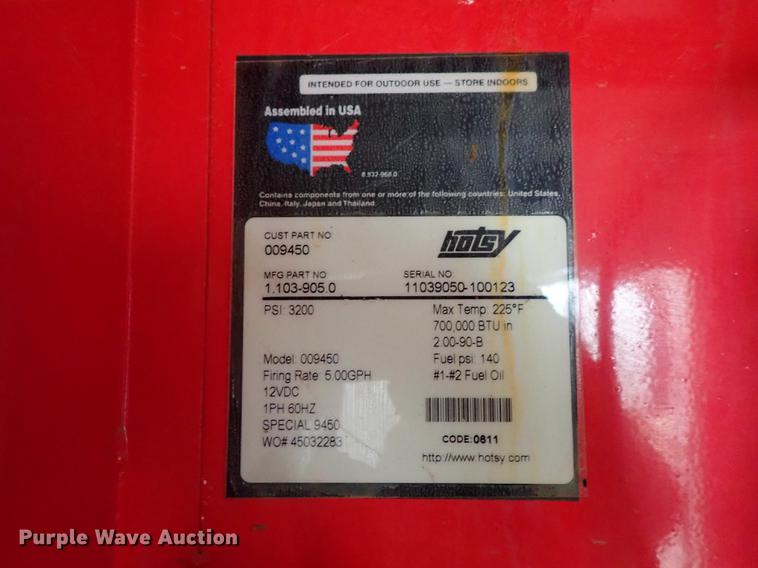 INTENDED FOR OUTDOOR USE — STORE INDOORS
Assembled in USA
8.932-968.0
Contains components from one or more of the following countries: United States,
China, Italy, Japan and Thailand.
CUST PART NO
009450
hotsy
MFG PART NO SERIAL NO
1.103-905.0 11039050-100123
PSI: 3200 Max Temp: 225°F
700,000 BTU in
2.00-90-B
Model: 009450 Fuel psi: 140
Firing Rate: 5.00GPH #1-#2 Fuel Oil
12VDC
1PH 60HZ
SPECIAL 9450
WO# 45032283
CODE:0611
http://www.hotsy.com
Purple Wave Auction®